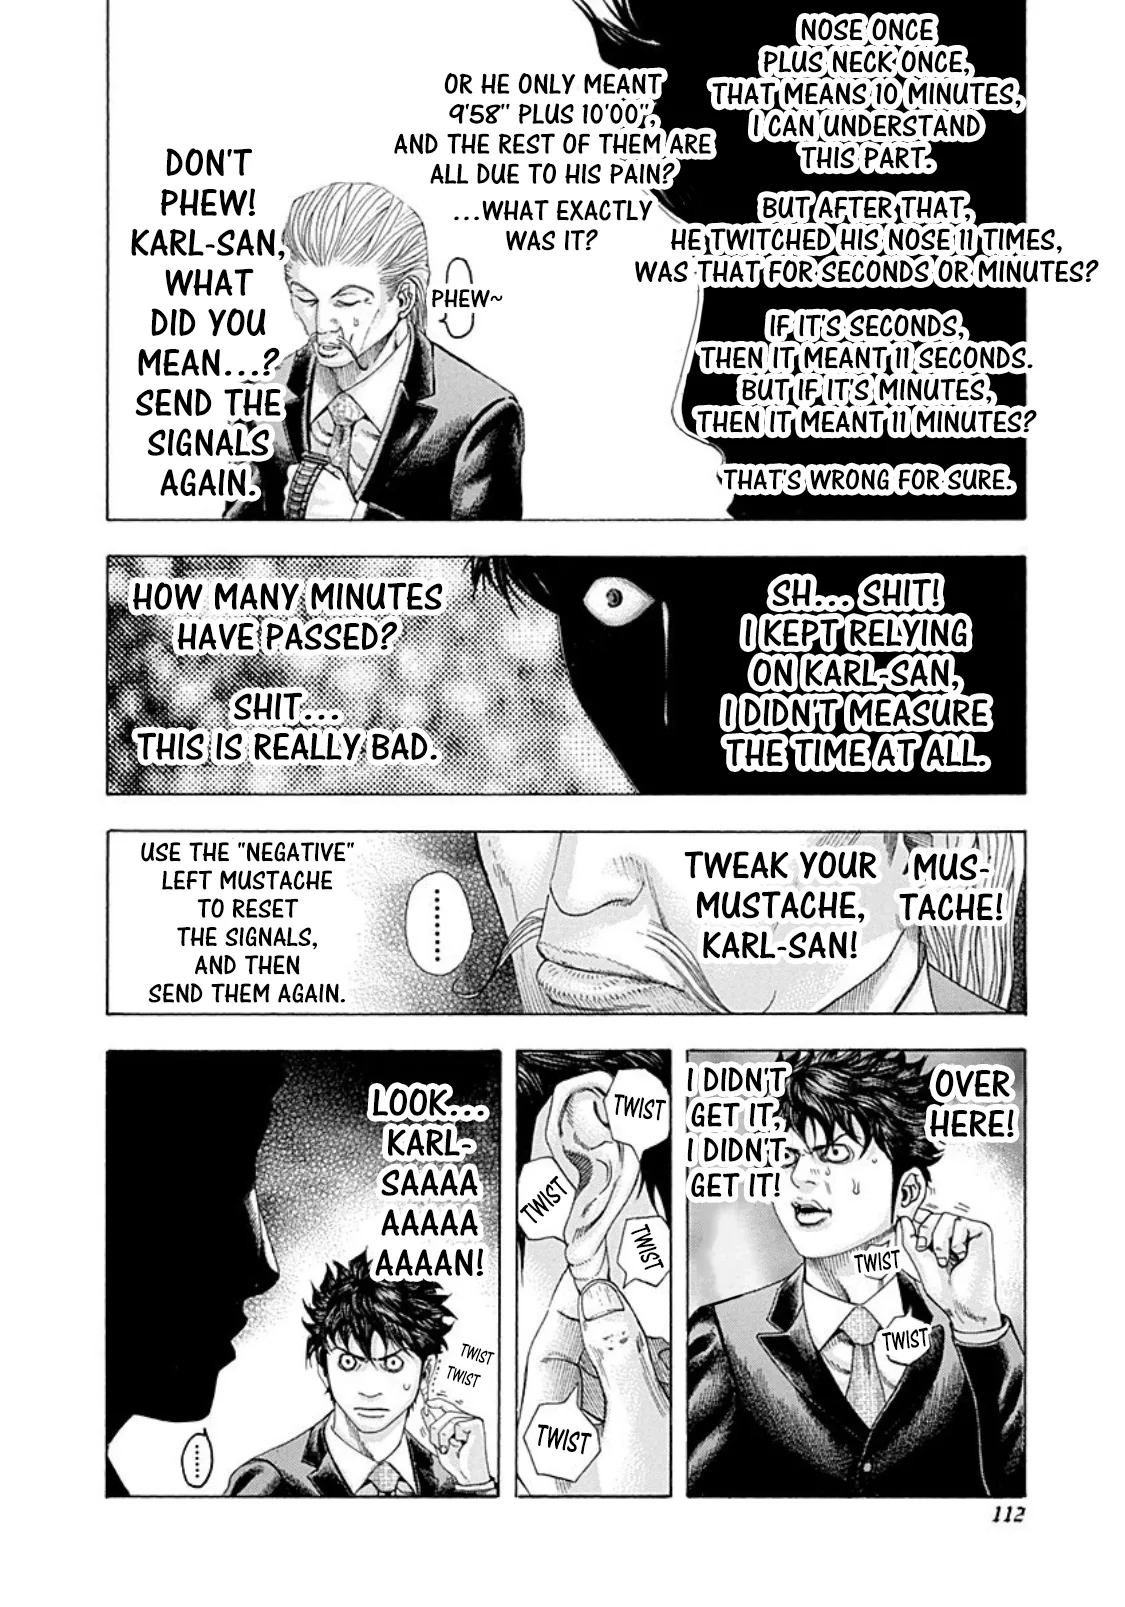 NOSE ONCE
PLUS NECK ONCE,
THAT MEANS 10 MINUTES,
I CAN UNDERSTAND
THIS PART.
BUT AFTER THAT,
HE TWITCHED HIS NOSE 11 TIMES,
WAS THAT FOR SECONDS OR MINUTES?
IF IT'S SECONDS,
THEN IT MEANT 11 SECONDS.
BUT IF IT'S MINUTES,
THEN IT MEANT 11 MINUTES?
THAT'S WRONG FOR SURE.
OR HE ONLY MEANT
9'58" PLUS 10'00",
AND THE REST OF THEM ARE
ALL DUE TO HIS PAIN?
...WHAT EXACTLY
WAS IT?
PHEW~
DON'T
PHEW!
KARL-SAN,
WHAT
DID YOU
MEAN...?
SEND THE
SIGNALS
AGAIN.
SH... SHIT!
I KEPT RELYING
ON KARL-SAN,
I DIDN'T MEASURE
THE TIME AT ALL.
HOW MANY MINUTES
HAVE PASSED?
SHIT...
THIS IS REALLY BAD.
MUS-
TACHE!
TWEAK YOUR
MUSTACHE,
KARL-SAN!
.........
USE THE "NEGATIVE"
LEFT MUSTACHE
TO RESET
THE SIGNALS,
AND THEN
SEND THEM AGAIN.
OVER
HERE!
I DIDN'T
GET IT,
I DIDN'T
GET IT!
TWIST
TWIST
TWIST
TWIST
TWIST
TWIST
LOOK...
KARL-
SAAAA
AAAAA
AAAAN!
TWIST
TWIST
......
112